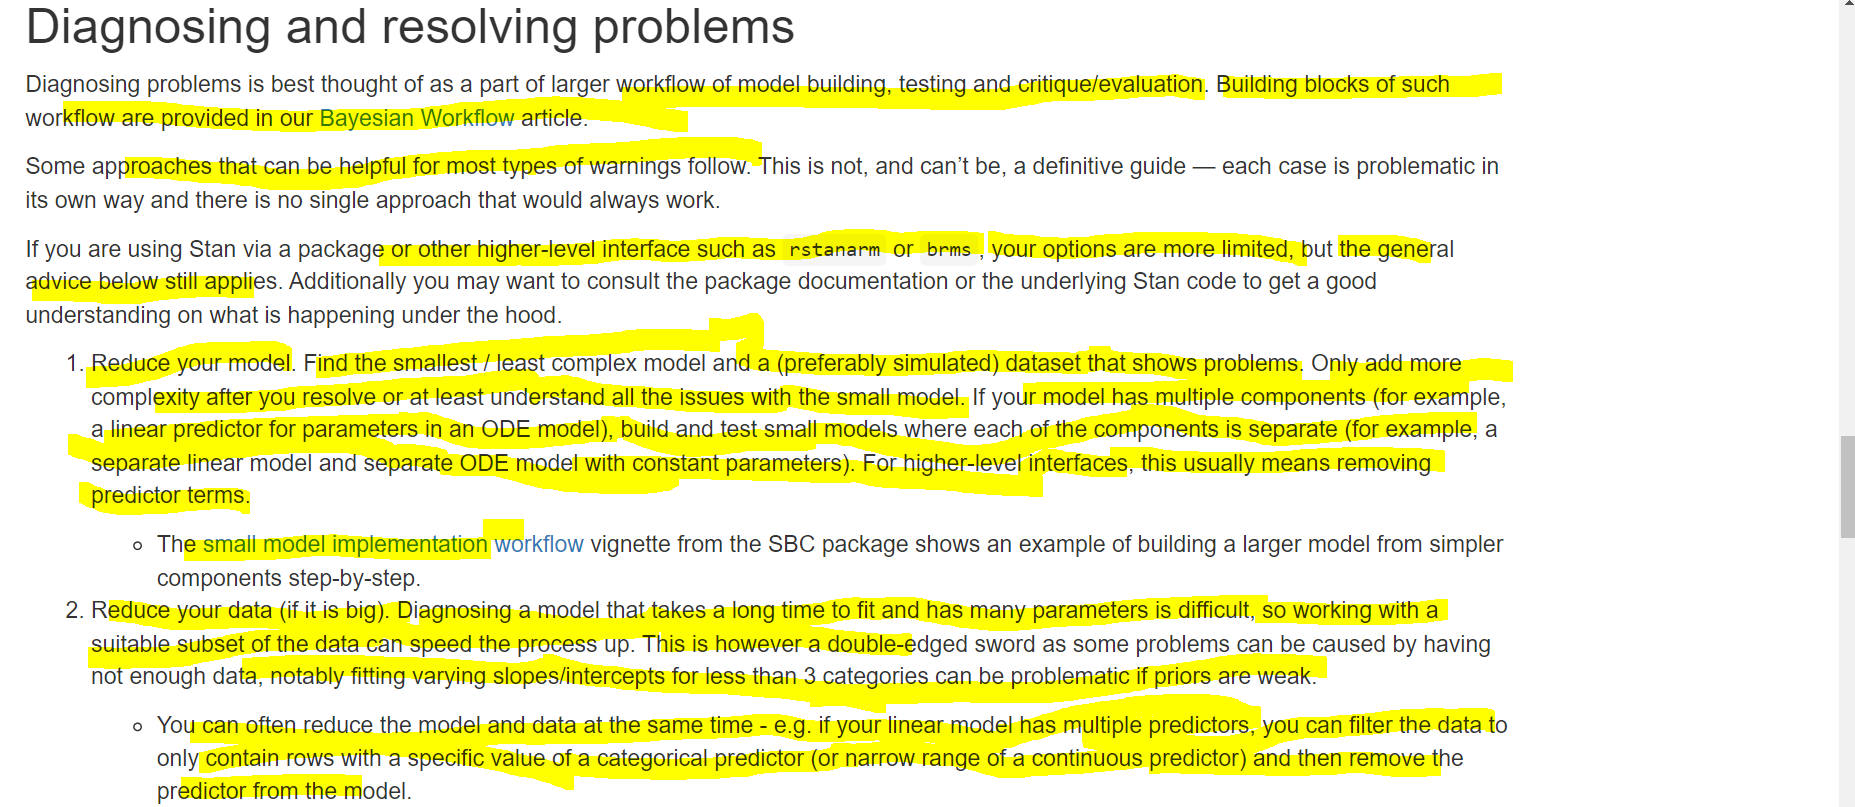 Diagnosing and resolving problems
Diagnosing problems is best thought of as a part of larger workflow of model building, testing and critique/evaluation. Building blocks of such
workflow are provided in our Bayesian Workflow article.
Some approaches that can be helpful for most types of warnings follow. This is not, and can’t be, a definitive guide — each case is problematic in
its own way and there is no single approach that would always work.
If you are using Stan via a package or other higher-level interface such as rstanarm or brms, your options are more limited, but the general
advice below still applies. Additionally you may want to consult the package documentation or the underlying Stan code to get a good
understanding on what is happening under the hood.
1. Reduce your model. Find the smallest / least complex model and a (preferably simulated) dataset that shows problems. Only add more
complexity after you resolve or at least understand all the issues with the small model. If your model has multiple components (for example,
a linear predictor for parameters in an ODE model), build and test small models where each of the components is separate (for example, a
separate linear model and separate ODE model with constant parameters). For higher-level interfaces, this usually means removing
predictor terms.
○ The small model implementation workflow vignette from the SBC package shows an example of building a larger model from simpler
components step-by-step.
2. Reduce your data (if it is big). Diagnosing a model that takes a long time to fit and has many parameters is difficult, so working with a
suitable subset of the data can speed the process up. This is however a double-edged sword as some problems can be caused by having
not enough data, notably fitting varying slopes/intercepts for less than 3 categories can be problematic if priors are weak.
○ You can often reduce the model and data at the same time - e.g. if your linear model has multiple predictors, you can filter the data to
only contain rows with a specific value of a categorical predictor (or narrow range of a continuous predictor) and then remove the
predictor from the model.